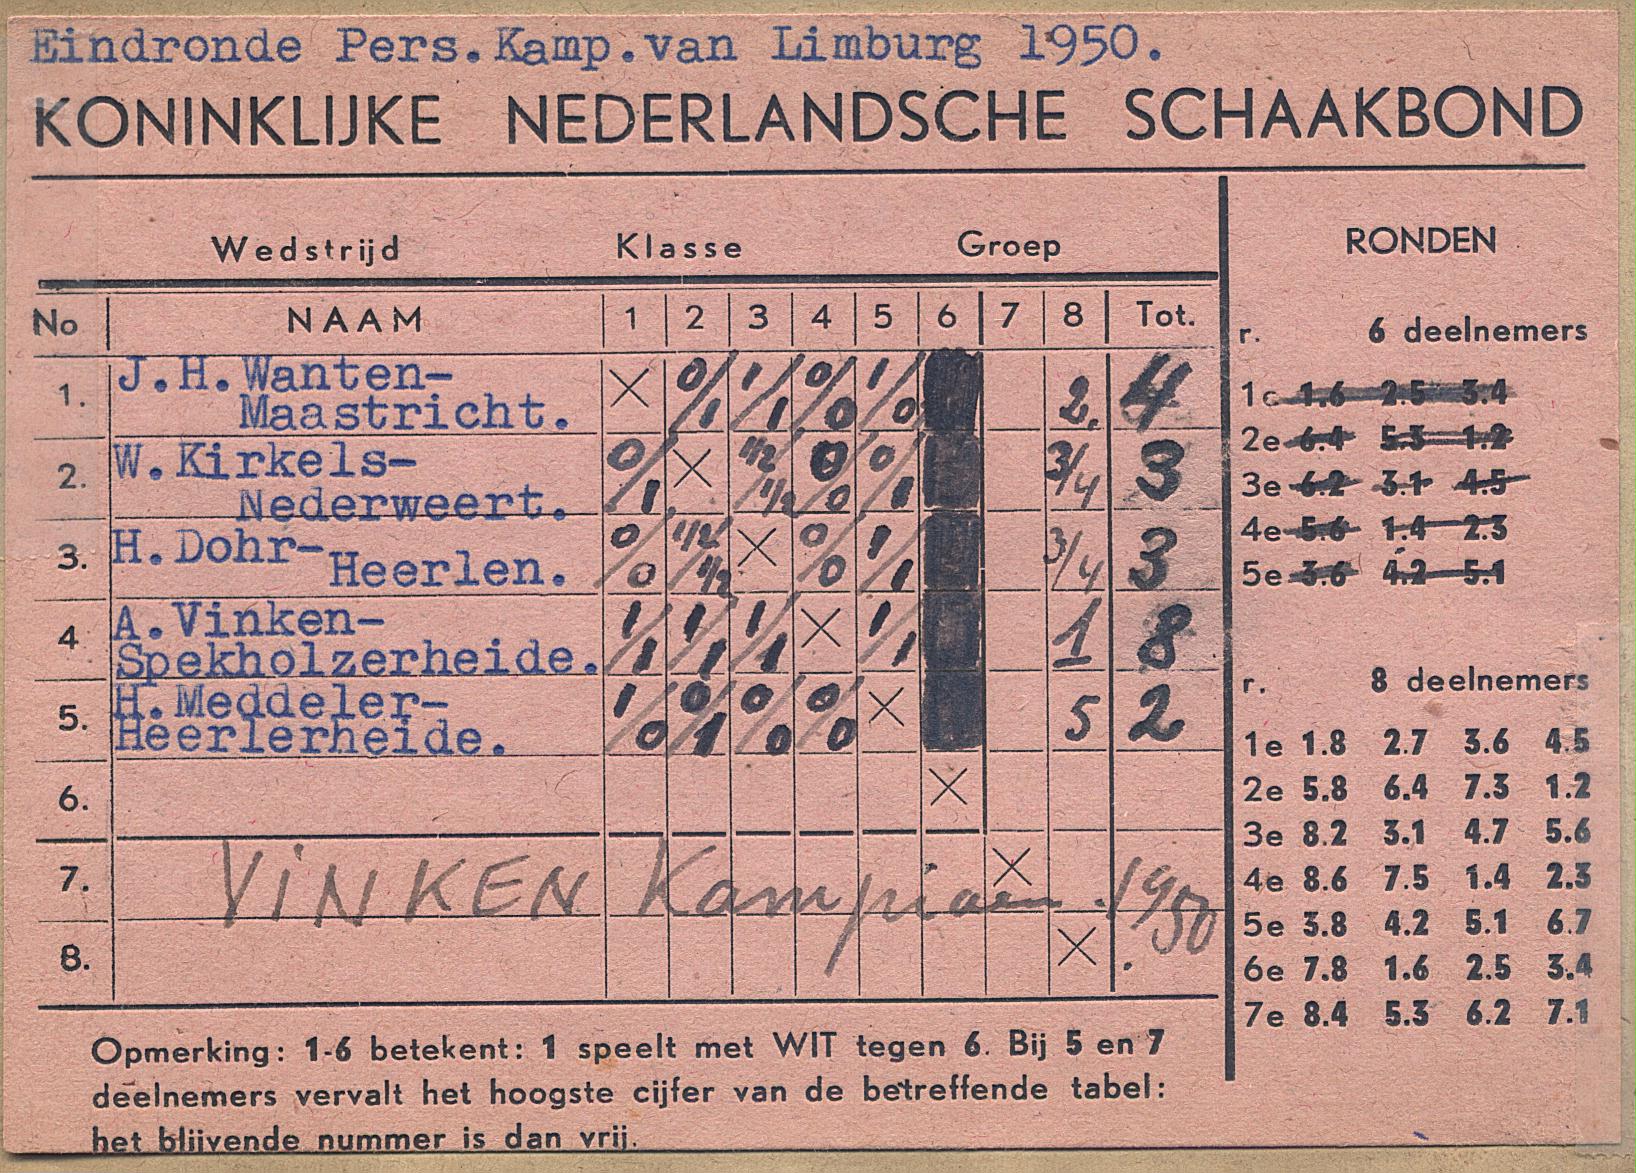 Eindronde Pers.Kamp.van Limburg 1950.
KONINKLIJKE NEDERLANDSCHE SCHAAKBOND
Wedstrijd Klasse Groep
No NAAM 1 2 3 4 5 6 7 8 Tot.
1. J.H.Wanten-
Maastricht. 0/1 1/1 0/0 1/0 2. 4
2. W.Kirkels-
Nederweert. 0/1 1/2/1/2 0/0 0/1 3/4 3
3. H.Dohr-
Heerlen. 0/0 1/2/1/2 0/0 1/1 3/4 3
4 A.Vinken-
Spekholzerheide. 1/1 1/1 1/1 1/1 1 8
5. H.Meddeler-
Heerlerheide. 1/0 0/1 0/0 0/0 5 2
6.
7. VINKEN Kampioen. 1950.
8.
RONDEN
r. 6 deelnemers
1e 1.6 2.5 3.4
2e 6.4 5.3 1.2
3e 6.2 3.1 4.5
4e 5.6 1.4 2.3
5e 3.6 4.2 5.1
r. 8 deelnemers
1e 1.8 2.7 3.6 4.5
2e 5.8 6.4 7.3 1.2
3e 8.2 3.1 4.7 5.6
4e 8.6 7.5 1.4 2.3
5e 3.8 4.2 5.1 6.7
6e 7.8 1.6 2.5 3.4
7e 8.4 5.3 6.2 7.1
Opmerking: 1-6 betekent: 1 speelt met WIT tegen 6. Bij 5 en 7
deelnemers vervalt het hoogste cijfer van de betreffende tabel:
het blijvende nummer is dan vrij.